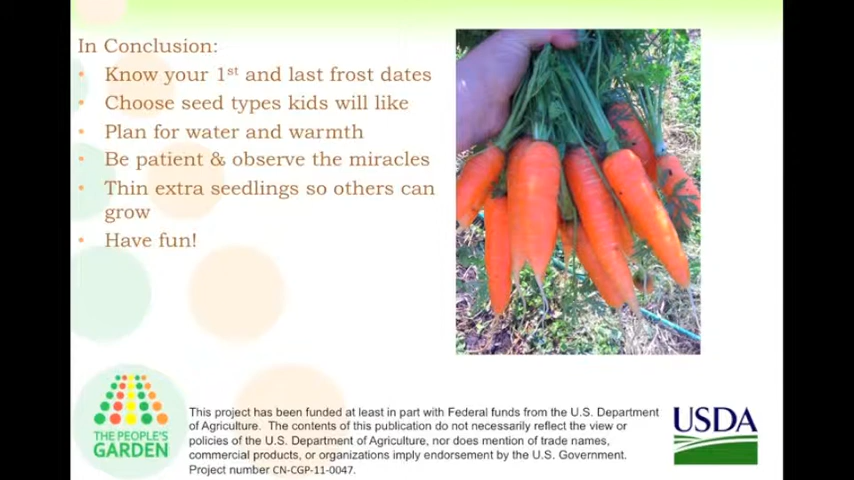 In Conclusion:
• Know your 1st and last frost dates
• Choose seed types kids will like
• Plan for water and warmth
• Be patient & observe the miracles
• Thin extra seedlings so others can
grow
• Have fun!
THE PEOPLE'S
GARDEN
This project has been funded at least in part with Federal funds from the U.S. Department
of Agriculture. The contents of this publication do not necessarily reflect the view or
policies of the U.S. Department of Agriculture, nor does mention of trade names,
commercial products, or organizations imply endorsement by the U.S. Government.
Project number CN-CGP-11-0047.
USDA